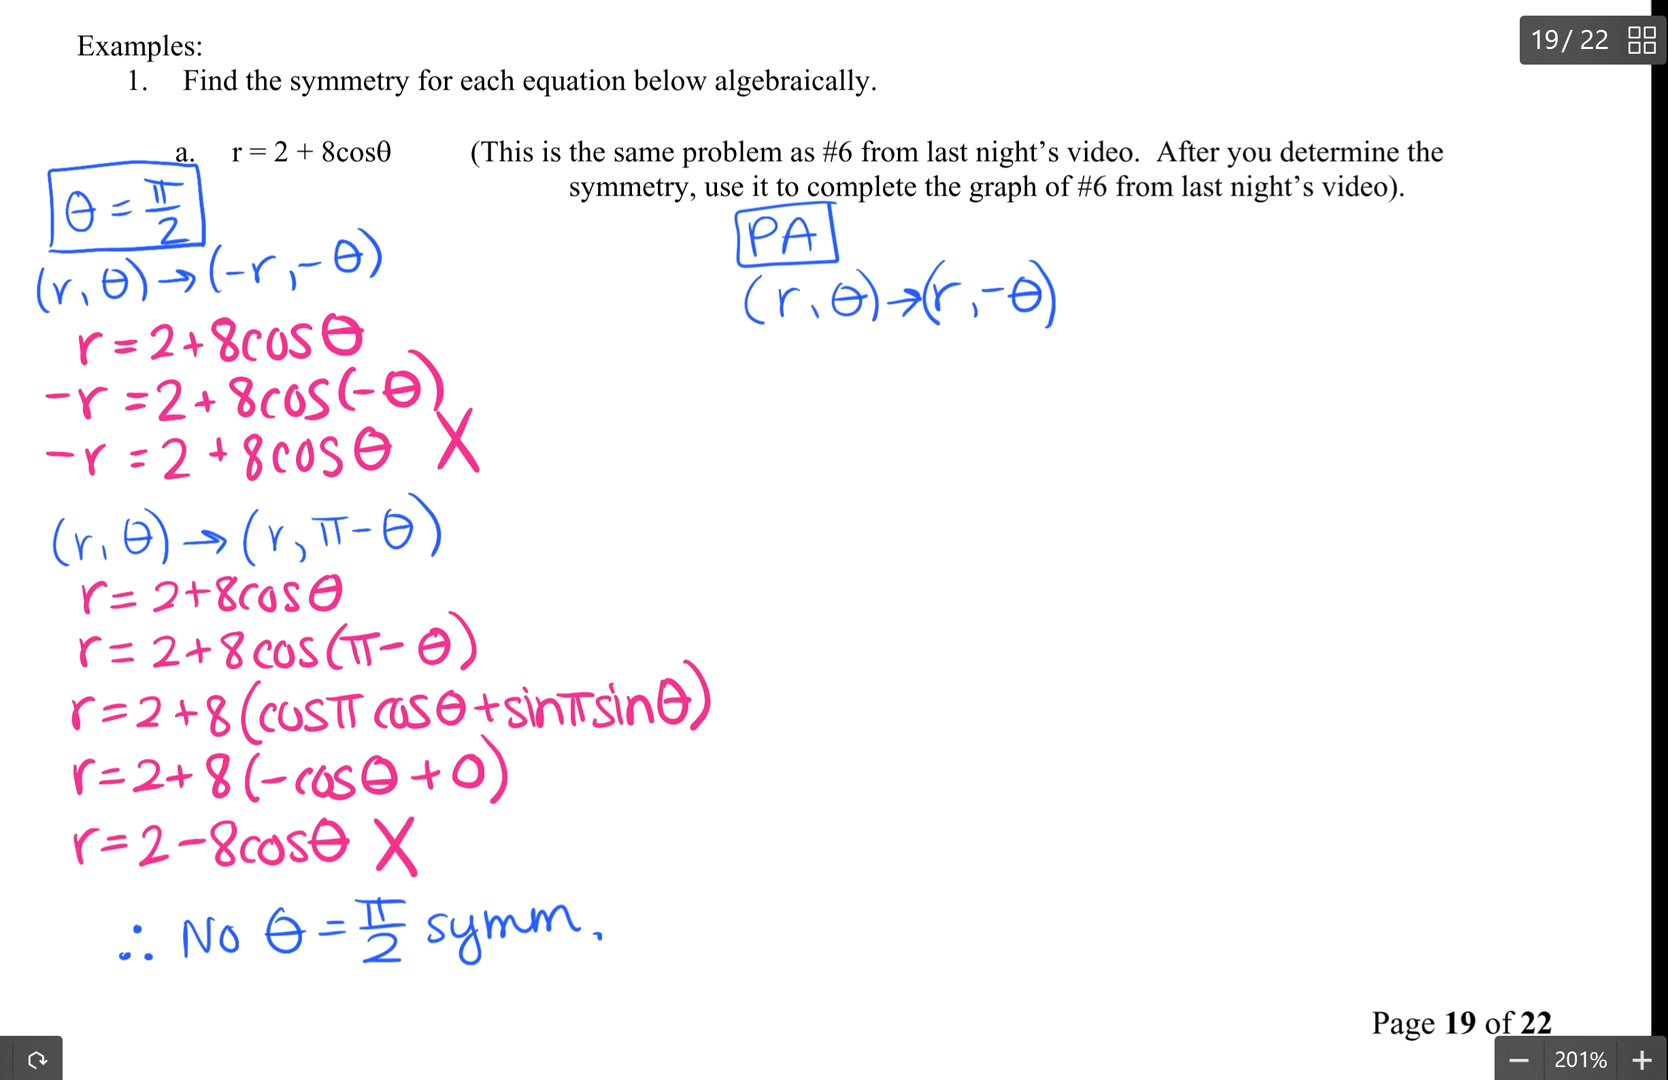 19/ 22
Examples:
1. Find the symmetry for each equation below algebraically.
a. r = 2 + 8cosθ (This is the same problem as #6 from last night's video. After you determine the
symmetry, use it to complete the graph of #6 from last night's video).
θ = π/2
(r, θ) → (-r, -θ)
r = 2+8cosθ
-r = 2+8cos(-θ)
-r = 2+8cosθ X
(r, θ) → (r, π-θ)
r = 2+8cosθ
r = 2+8cos(π-θ)
r = 2+8(cosπ cosθ+sinπsinθ)
r = 2+8(-cosθ+0)
r = 2-8cosθ X
∴ No θ = π/2 symm.
PA
(r, θ) → (r, -θ)
Page 19 of 22
201%